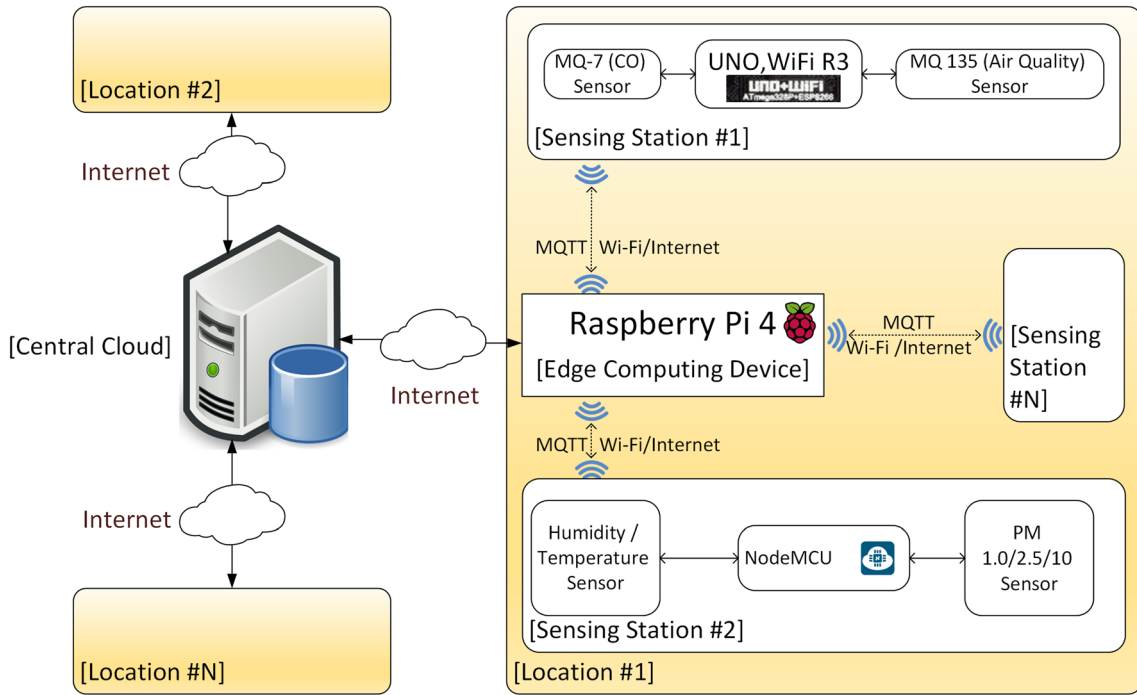 [Location #2]
Internet
[Central Cloud]
Internet
Internet
[Location #N]
MQ-7 (CO)
Sensor
UNO,WiFi R3
UNO+WiFi
ATmega328P+ESP8266
MQ 135 (Air Quality)
Sensor
[Sensing Station #1]
MQTT Wi-Fi/Internet
Raspberry Pi 4
[Edge Computing Device]
MQTT
Wi-Fi /Internet
[Sensing
Station
#N]
MQTT Wi-Fi/Internet
Humidity /
Temperature
Sensor
NodeMCU
PM
1.0/2.5/10
Sensor
[Sensing Station #2]
[Location #1]